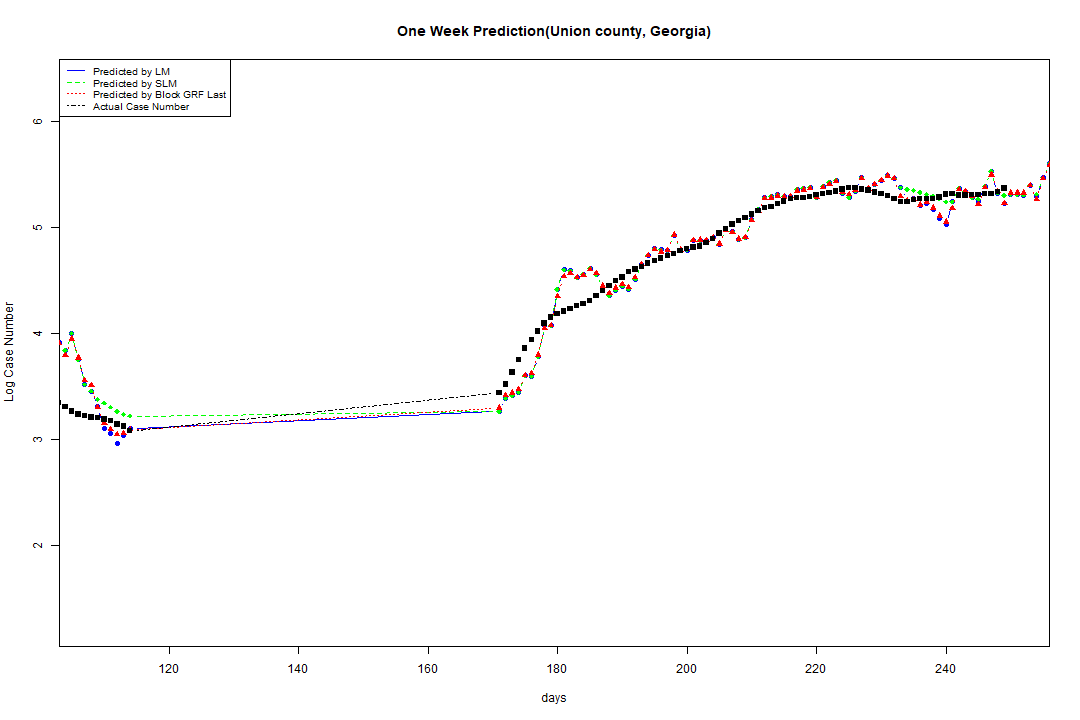 One Week Prediction(Union county, Georgia)
Predicted by LM
Predicted by SLM
Predicted by Block GRF Last
Actual Case Number
6
5
4
3
2
Log Case Number
120 140 160 180 200 220 240
days